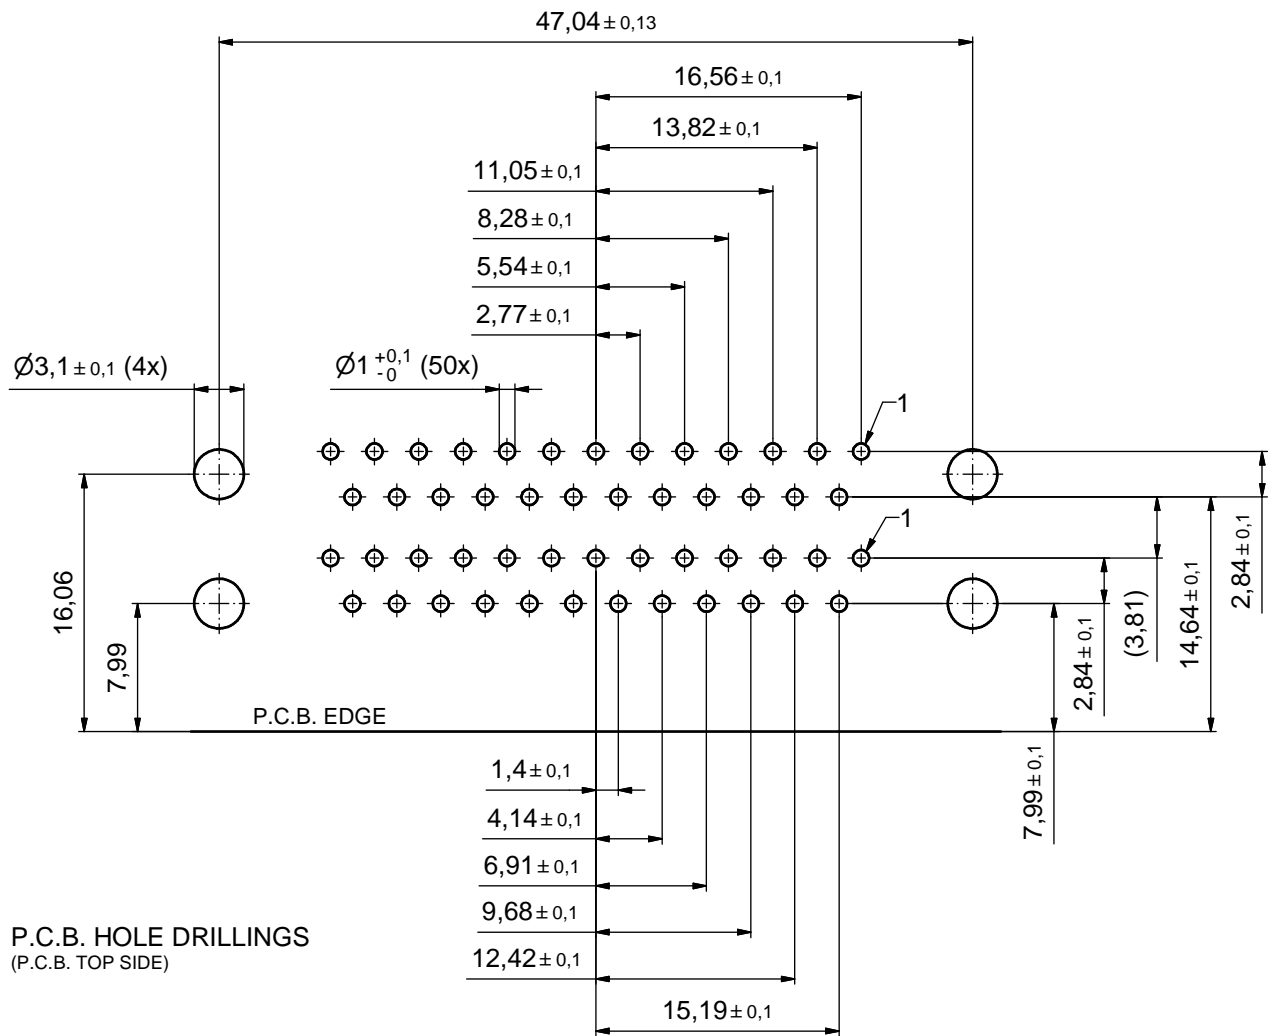 47,04 ± 0,13
16,56 ± 0,1
13,82 ± 0,1
11,05 ± 0,1
8,28 ± 0,1
5,54 ± 0,1
2,77 ± 0,1
Ø3,1 ± 0,1 (4x)
Ø1 +0,1 -0 (50x)
1
1
16,06
7,99
2,84 ± 0,1
(3,81)
14,64 ± 0,1
2,84 ± 0,1
7,99 ± 0,1
P.C.B. EDGE
1,4 ± 0,1
4,14 ± 0,1
6,91 ± 0,1
9,68 ± 0,1
12,42 ± 0,1
15,19 ± 0,1
P.C.B. HOLE DRILLINGS
(P.C.B. TOP SIDE)